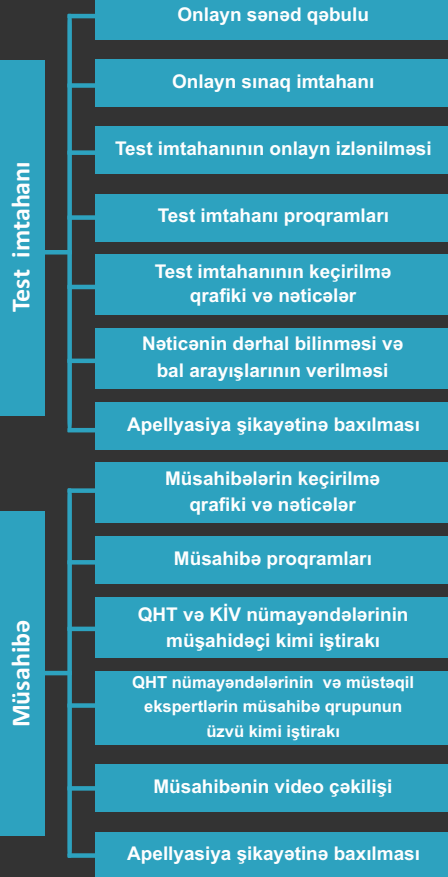 Test imtahanı
Onlayn sənəd qəbulu
Onlayn sınaq imtahanı
Test imtahanının onlayn izlənilməsi
Test imtahanı proqramları
Test imtahanının keçirilmə
qrafiki və nəticələr
Nəticənin dərhal bilinməsi və
bal arayışlarının verilməsi
Apellyasiya şikayətinə baxılması
Müsahibə
Müsahibələrin keçirilmə
qrafiki və nəticələr
Müsahibə proqramları
QHT və KİV nümayəndələrinin
müşahidəçi kimi iştirakı
QHT nümayəndələrinin və müstəqil
ekspertlərin müsahibə qrupunun
üzvü kimi iştirakı
Müsahibənin video çəkilişi
Apellyasiya şikayətinə baxılması